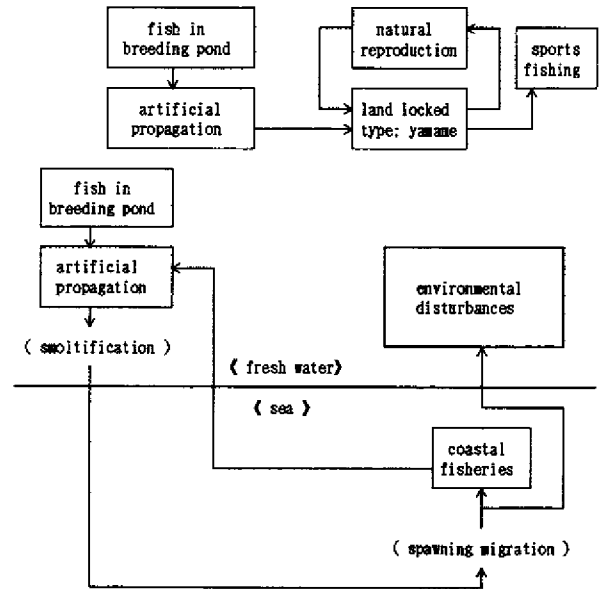 fish in
breeding pond
natural
reproduction
sports
fishing
artificial
propagation
land locked
type; yamame
fish in
breeding pond
artificial
propagation
environmental
disturbances
( smoltification )
《 fresh water》
《 sea 》
coastal
fisheries
( spawning migration )